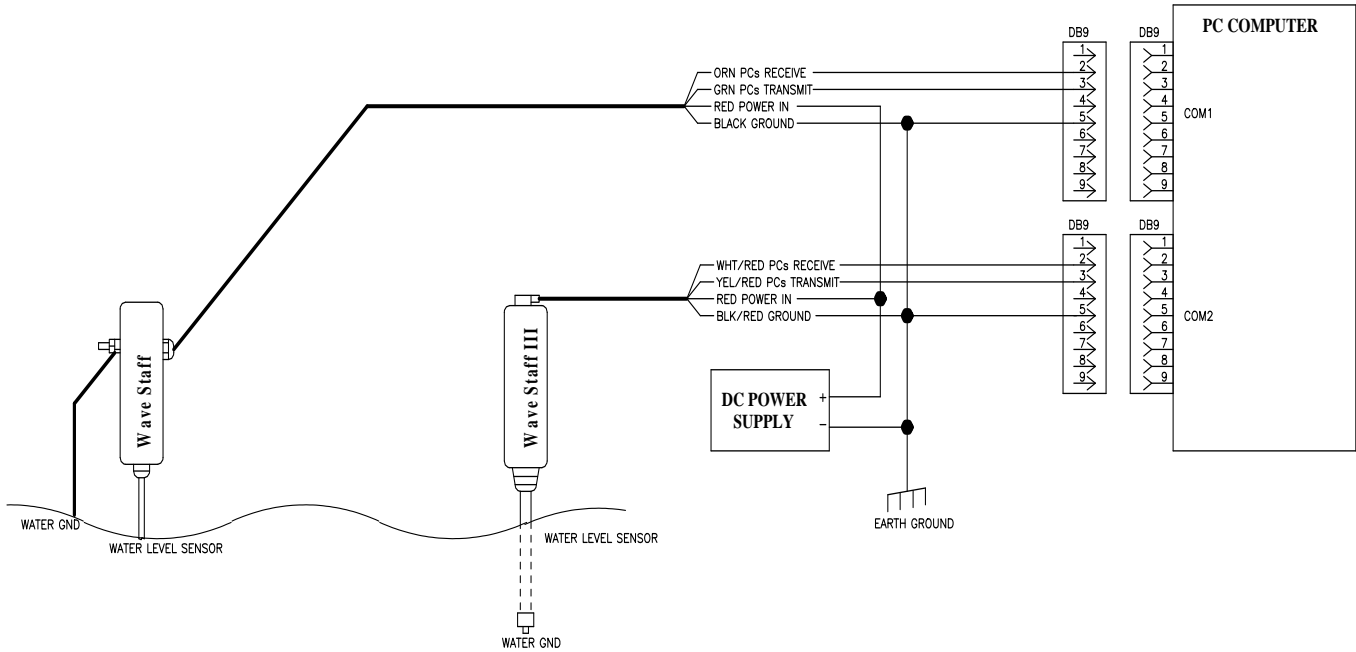 PC COMPUTER
DB9
DB9
1
2
3
4
5
6
7
8
9
1
2
3
4
5
6
7
8
9
COM1
ORN PCs RECEIVE
GRN PCs TRANSMIT
RED POWER IN
BLACK GROUND
DB9
DB9
1
2
3
4
5
6
7
8
9
1
2
3
4
5
6
7
8
9
COM2
WHT/RED PCs RECEIVE
YEL/RED PCs TRANSMIT
RED POWER IN
BLK/RED GROUND
Wave Staff
Wave Staff III
DC POWER
SUPPLY
+
−
EARTH GROUND
WATER GND
WATER LEVEL SENSOR
WATER LEVEL SENSOR
WATER GND